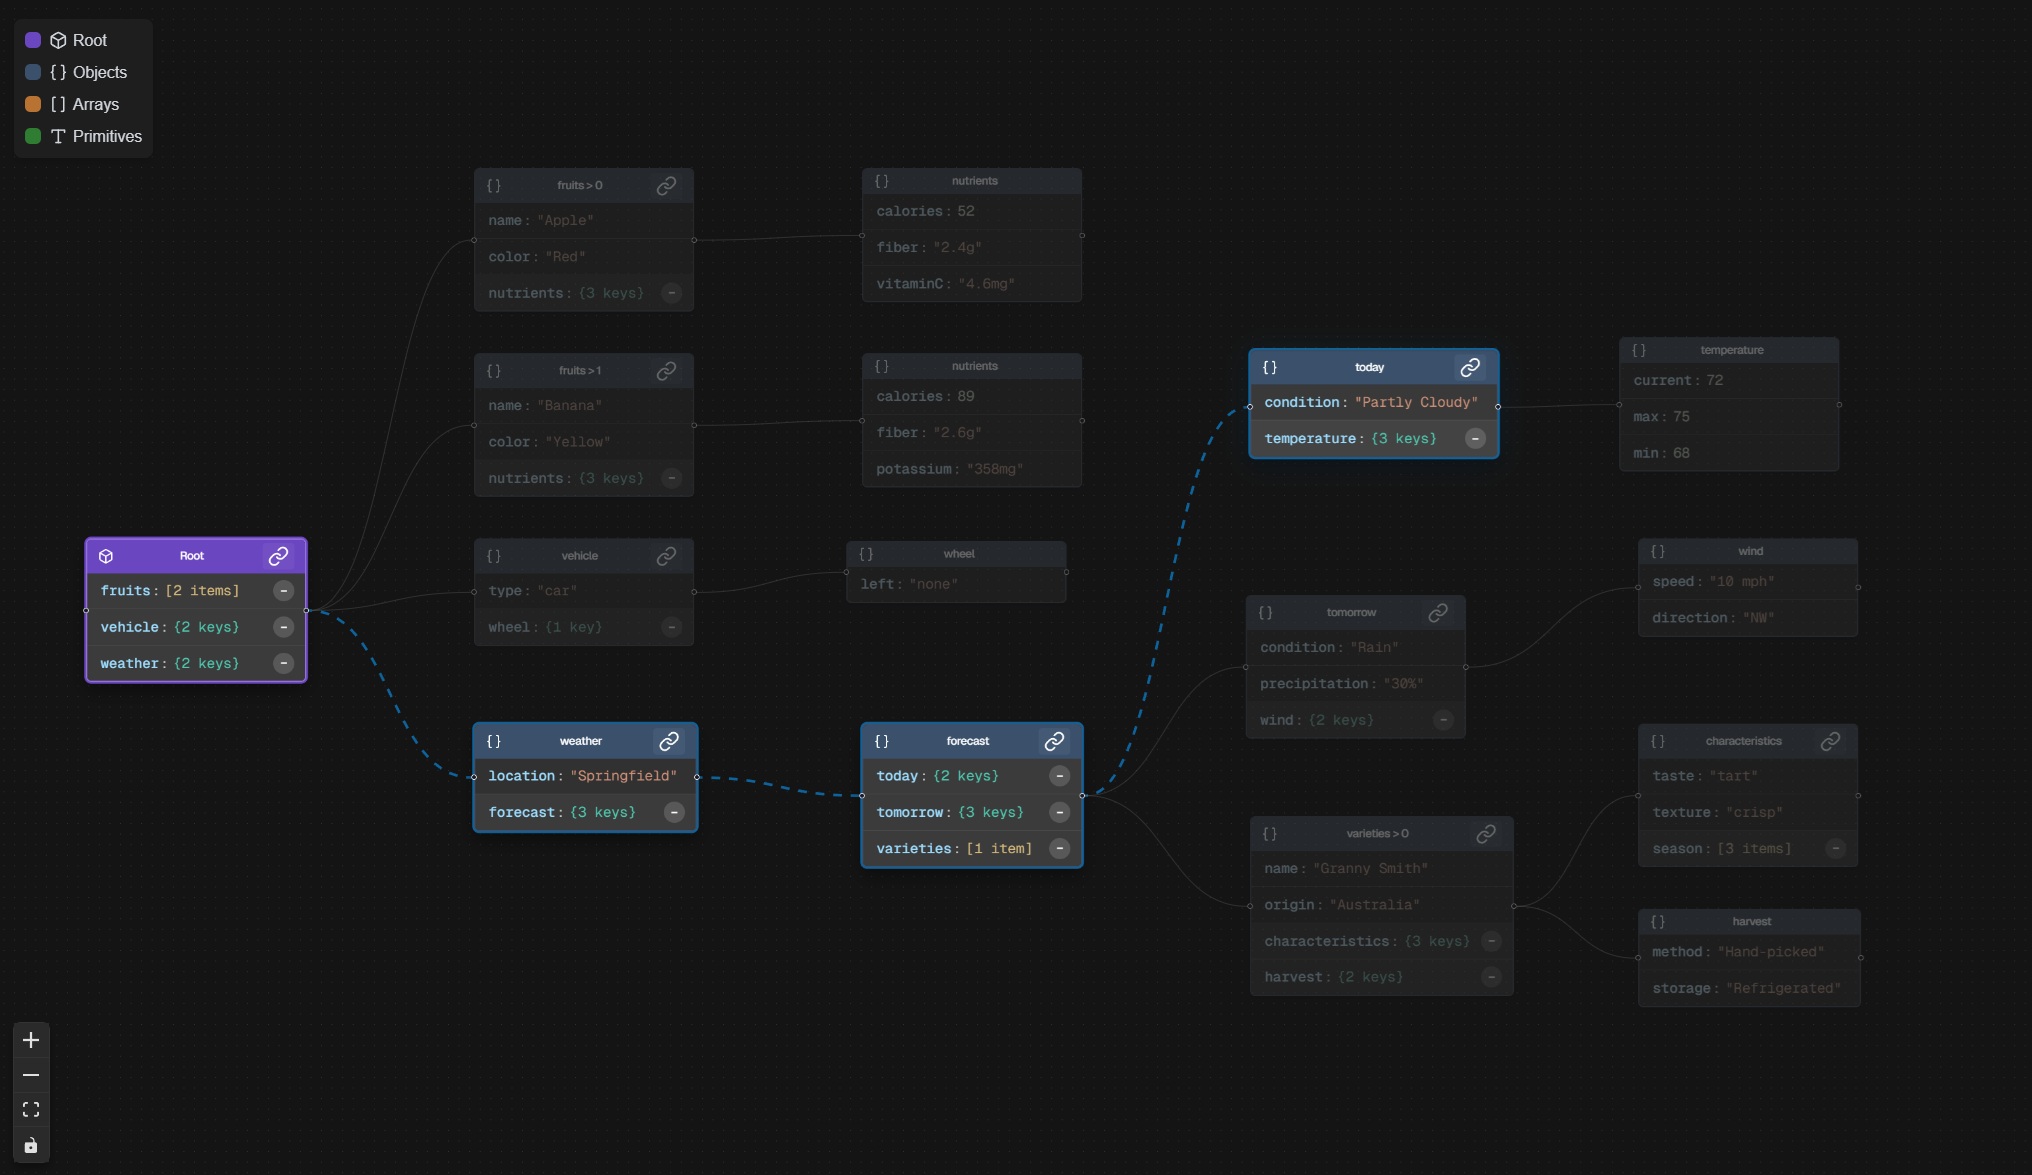 Root
{ } Objects
[ ] Arrays
T Primitives
Root
fruits: [2 items]
vehicle: {2 keys}
weather: {2 keys}
{ } fruits > 0
name: "Apple"
color: "Red"
nutrients: {3 keys}
{ } nutrients
calories: 52
fiber: "2.4g"
vitaminC: "4.6mg"
{ } fruits > 1
name: "Banana"
color: "Yellow"
nutrients: {3 keys}
{ } nutrients
calories: 89
fiber: "2.6g"
potassium: "358mg"
{ } vehicle
type: "car"
wheel: {1 key}
{ } wheel
left: "none"
{ } weather
location: "Springfield"
forecast: {3 keys}
{ } forecast
today: {2 keys}
tomorrow: {3 keys}
varieties: [1 item]
{ } today
condition: "Partly Cloudy"
temperature: {3 keys}
{ } temperature
current: 72
max: 75
min: 68
{ } tomorrow
condition: "Rain"
precipitation: "30%"
wind: {2 keys}
{ } wind
speed: "10 mph"
direction: "NW"
{ } varieties > 0
name: "Granny Smith"
origin: "Australia"
characteristics: {3 keys}
harvest: {2 keys}
{ } characteristics
taste: "tart"
texture: "crisp"
season: [3 items]
{ } harvest
method: "Hand-picked"
storage: "Refrigerated"